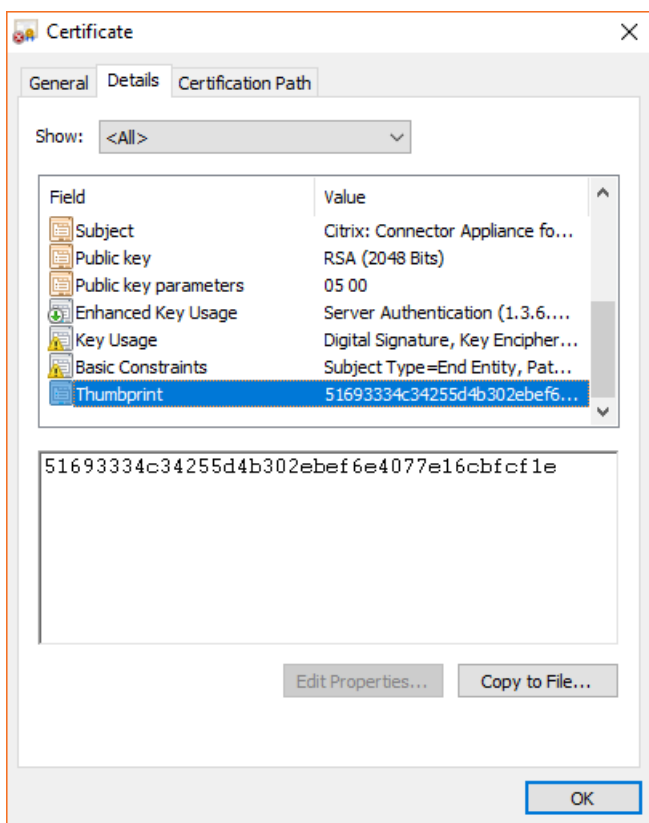 Certificate
General Details Certification Path
Show: <All>
Field Value
Subject Citrix: Connector Appliance fo...
Public key RSA (2048 Bits)
Public key parameters 05 00
Enhanced Key Usage Server Authentication (1.3.6....
Key Usage Digital Signature, Key Encipher...
Basic Constraints Subject Type=End Entity, Pat...
Thumbprint 51693334c34255d4b302ebef6...
51693334c34255d4b302ebef6e4077e16cbfcf1e
Edit Properties... Copy to File...
OK